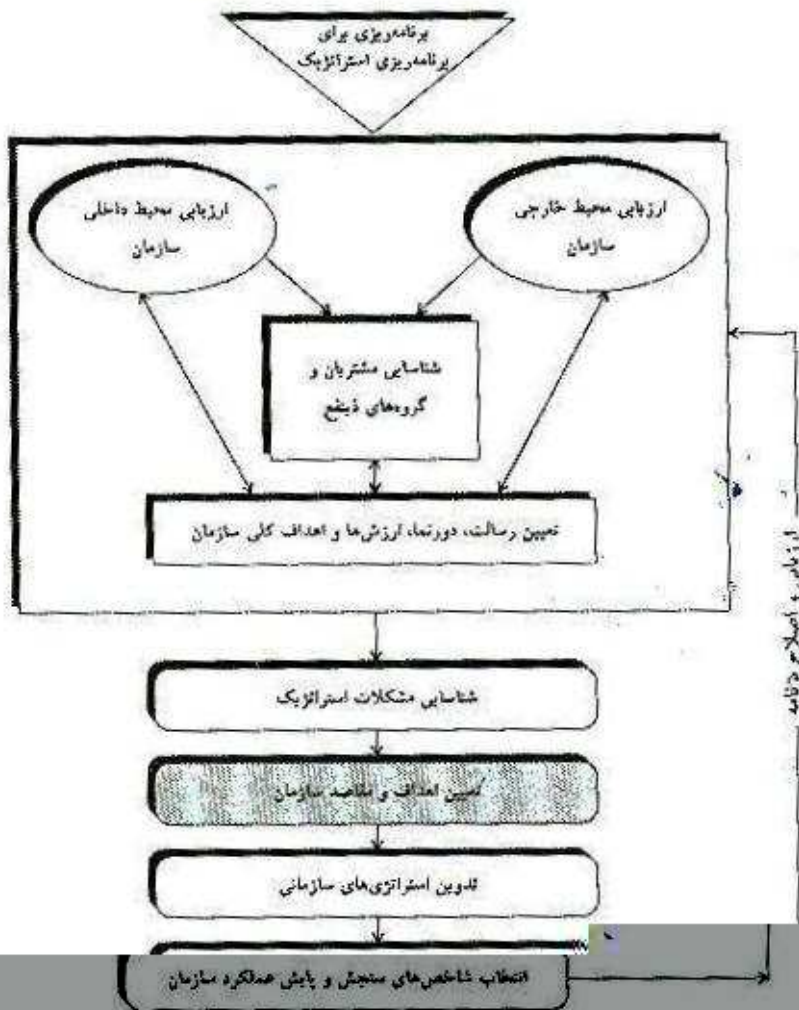 برنامه‌ریزی برای
برنامه‌ریزی استراتژیک
ارزیابی محیط خارجی
سازمان
ارزیابی محیط داخلی
سازمان
شناسایی مشتریان و
گروه‌های ذینفع
تعیین رسالت، دورنما، ارزش‌ها و اهداف کلی سازمان
شناسایی مشکلات استراتژیک
تعیین اهداف و مقاصد سازمان
تدوین استراتژی‌های سازمانی
انتخاب شاخص‌های سنجش و پایش عملکرد سازمان
ارزیابی و اصلاح برنامه